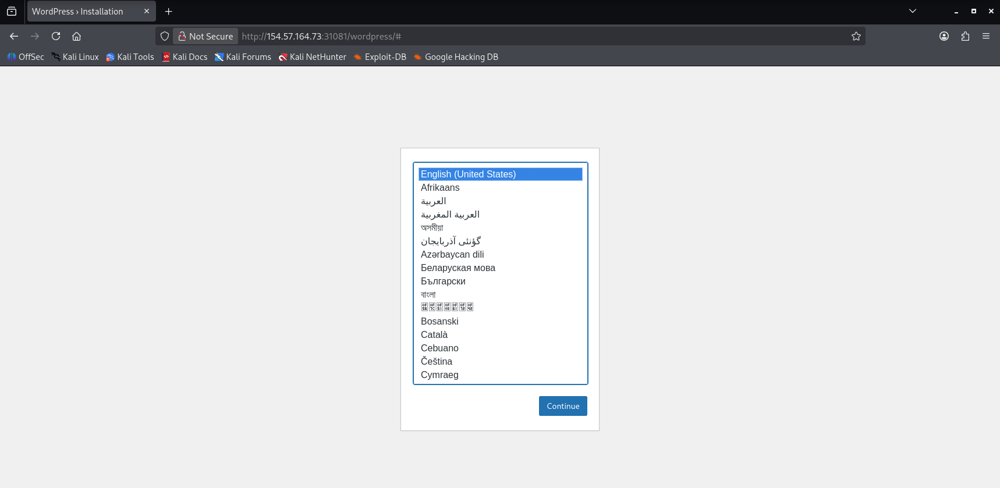 WordPress › Installation
Not Secure http://154.57.164.73:31081/wordpress/#
OffSec Kali Linux Kali Tools Kali Docs Kali Forums Kali NetHunter Exploit-DB Google Hacking DB
English (United States)
Afrikaans
العربية
العربية المغربية
অসমীয়া
گؤنئی آذربایجان
Azərbaycan dili
Беларуская мова
Български
বাংলা
Bosanski
Català
Cebuano
Čeština
Cymraeg
Continue